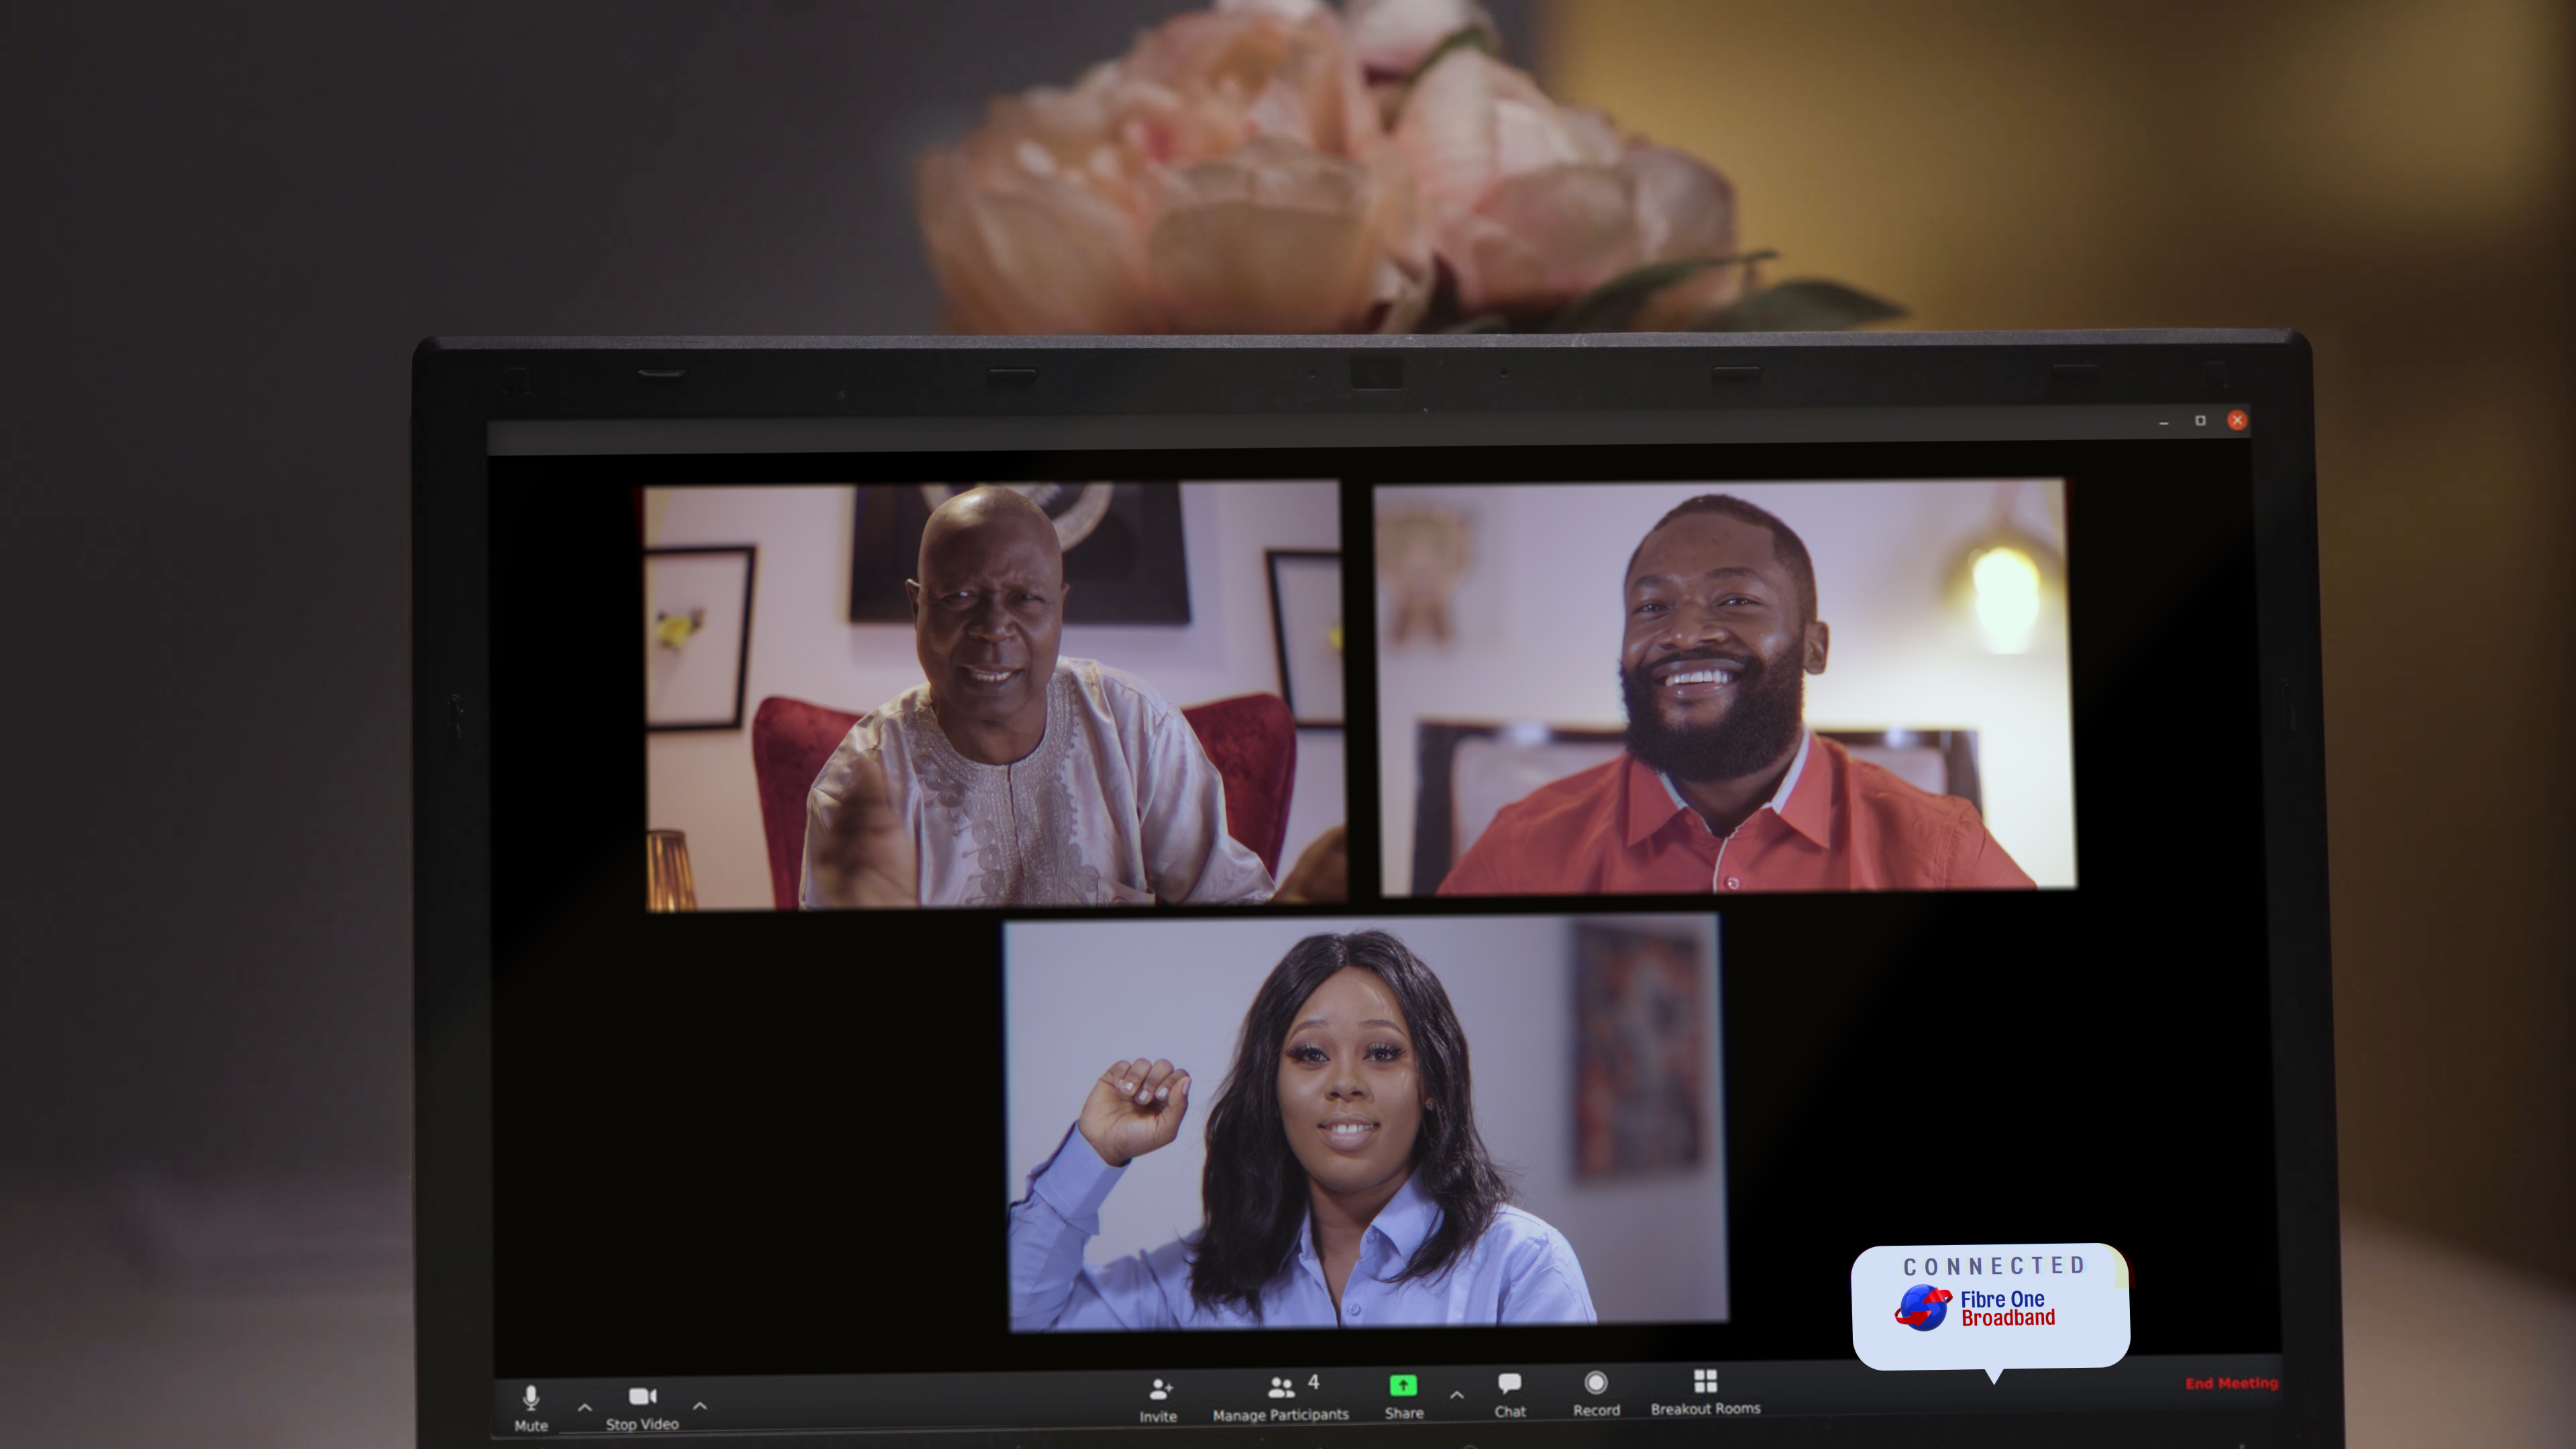 CONNECTED
Fibre One
Broadband
4
Mute
Stop Video
Invite
Manage Participants
Share
Chat
Record
Breakout Rooms
End Meeting